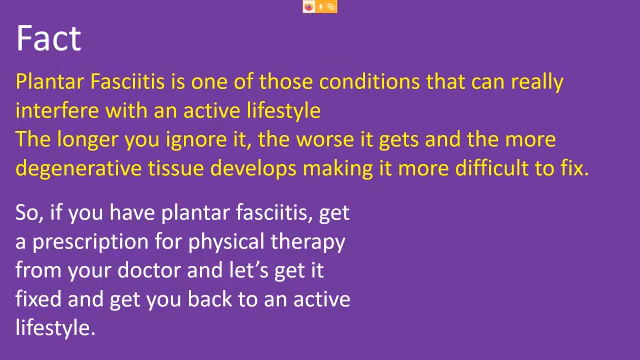 Fact
Plantar Fasciitis is one of those conditions that can really
interfere with an active lifestyle
The longer you ignore it, the worse it gets and the more
degenerative tissue develops making it more difficult to fix.
So, if you have plantar fasciitis, get
a prescription for physical therapy
from your doctor and let’s get it
fixed and get you back to an active
lifestyle.